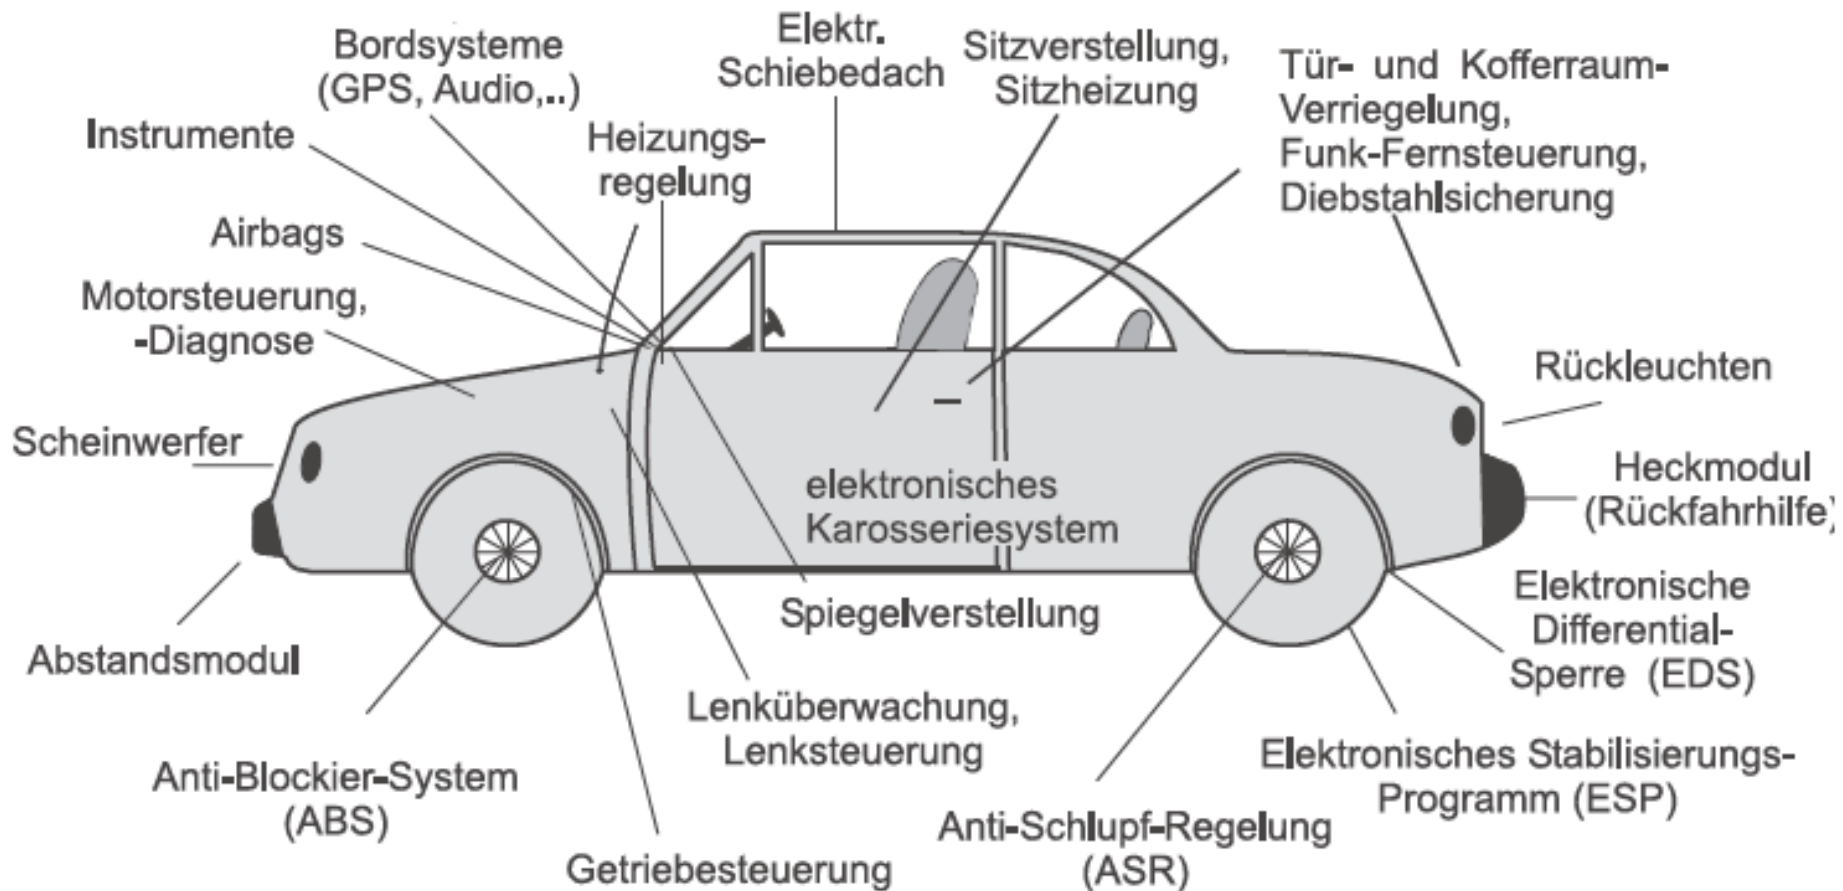 Bordsysteme
(GPS, Audio,..)
Elektr.
Schiebedach
Sitzverstellung,
Sitzheizung
Tür- und Kofferraum-
Verriegelung,
Funk-Fernsteuerung,
Diebstahlsicherung
Instrumente
Heizungs-
regelung
Airbags
Motorsteuerung,
-Diagnose
Rückleuchten
Scheinwerfer
Heckmodul
(Rückfahrhilfe)
elektronisches
Karosseriesystem
Elektronische
Differential-
Sperre (EDS)
Spiegelverstellung
Abstandsmodul
Lenküberwachung,
Lenksteuerung
Anti-Blockier-System
(ABS)
Elektronisches Stabilisierungs-
Programm (ESP)
Anti-Schlupf-Regelung
(ASR)
Getriebesteuerung